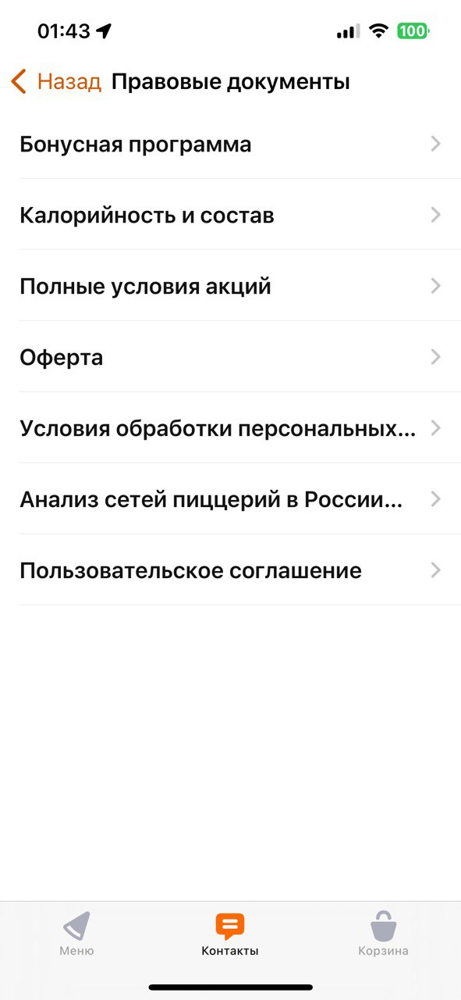 01:43
100
Назад Правовые документы
Бонусная программа
Калорийность и состав
Полные условия акций
Оферта
Условия обработки персональных...
Анализ сетей пиццерий в России...
Пользовательское соглашение
Меню Контакты Корзина